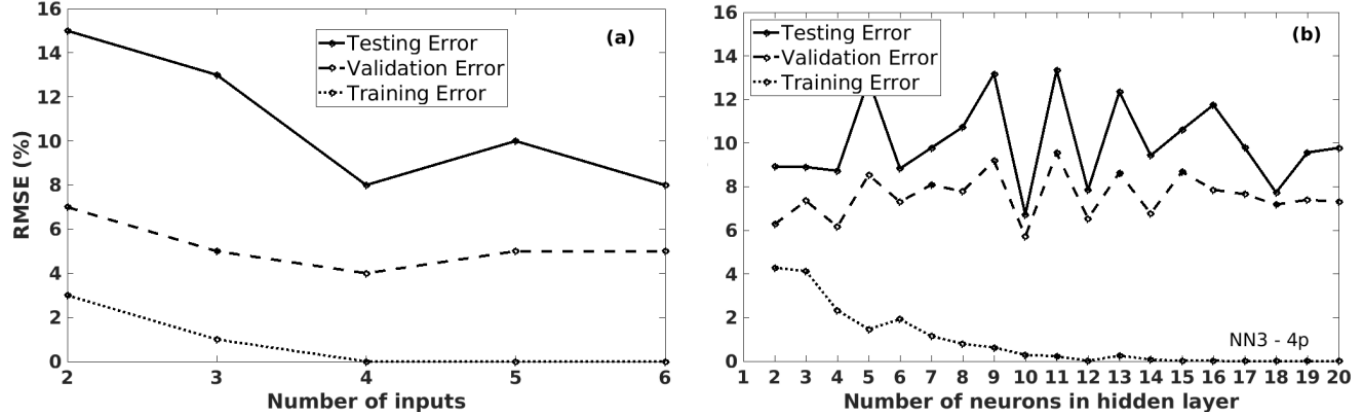 16
14
12
10
8
6
4
2
0
RMSE (%)
(a)
Testing Error
Validation Error
Training Error
2 3 4 5 6
Number of inputs
16
14
12
10
8
6
4
2
0
(b)
Testing Error
Validation Error
Training Error
NN3 - 4p
1 2 3 4 5 6 7 8 9 10 11 12 13 14 15 16 17 18 19 20
Number of neurons in hidden layer